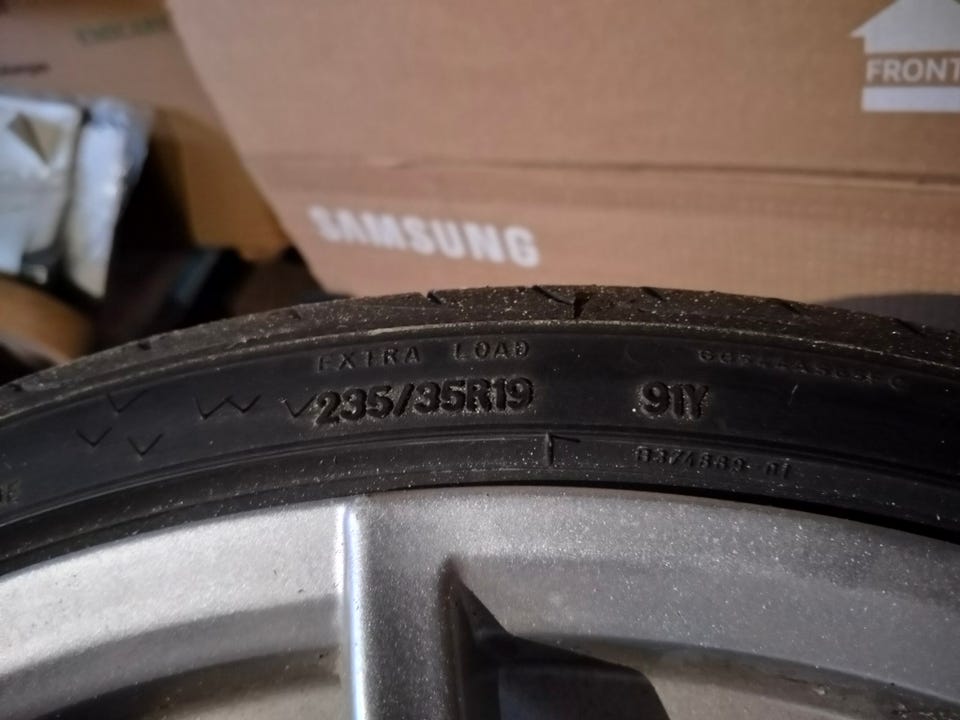 FRONT
SAMSUNG
EXTRA LOAD
235/35R19 91Y